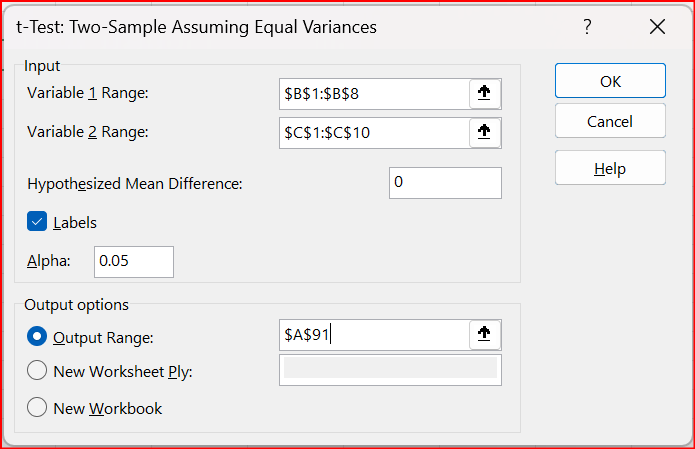 t-Test: Two-Sample Assuming Equal Variances ?
Input
Variable 1 Range: $B$1:$B$8
Variable 2 Range: $C$1:$C$10
Hypothesized Mean Difference: 0
Labels
Alpha: 0.05
OK
Cancel
Help
Output options
Output Range: $A$91
New Worksheet Ply:
New Workbook